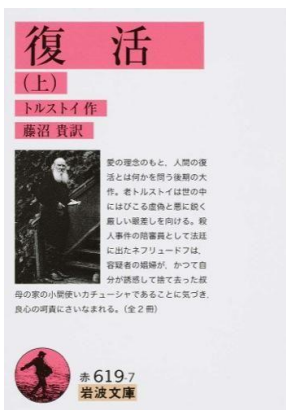 復活
(上)
トルストイ作
藤沼 貴訳
愛の理念のもと，人間の復
活とは何かを問う後期の大
作。老トルストイは世の中
にはびこる虚偽と悪に鋭く
厳しい眼差しを向ける。殺
人事件の陪審員として法廷
に出たネフリュードフは，
容疑者の娼婦が，かつて自
分が誘惑して捨て去った叔
母の家の小間使いカチューシャであることに気づき，
良心の呵責にさいなまれる。(全2冊)
赤 619-7
岩波文庫